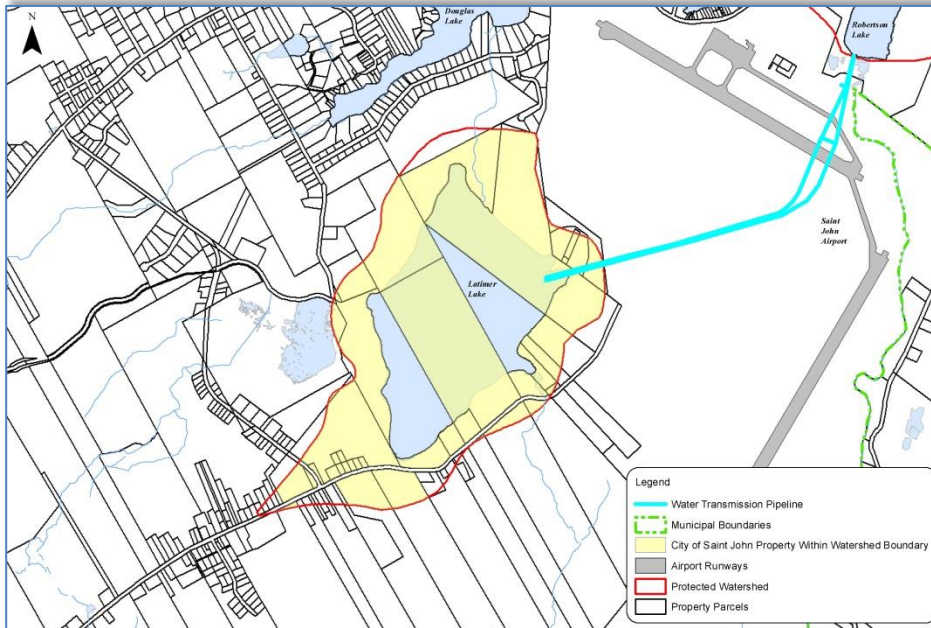 N
Douglas
Lake
Robertson
Lake
Saint
John
Airport
Latimer
Lake
Legend
Water Transmission Pipeline
Municipal Boundaries
City of Saint John Property Within Watershed Boundary
Airport Runways
Protected Watershed
Property Parcels